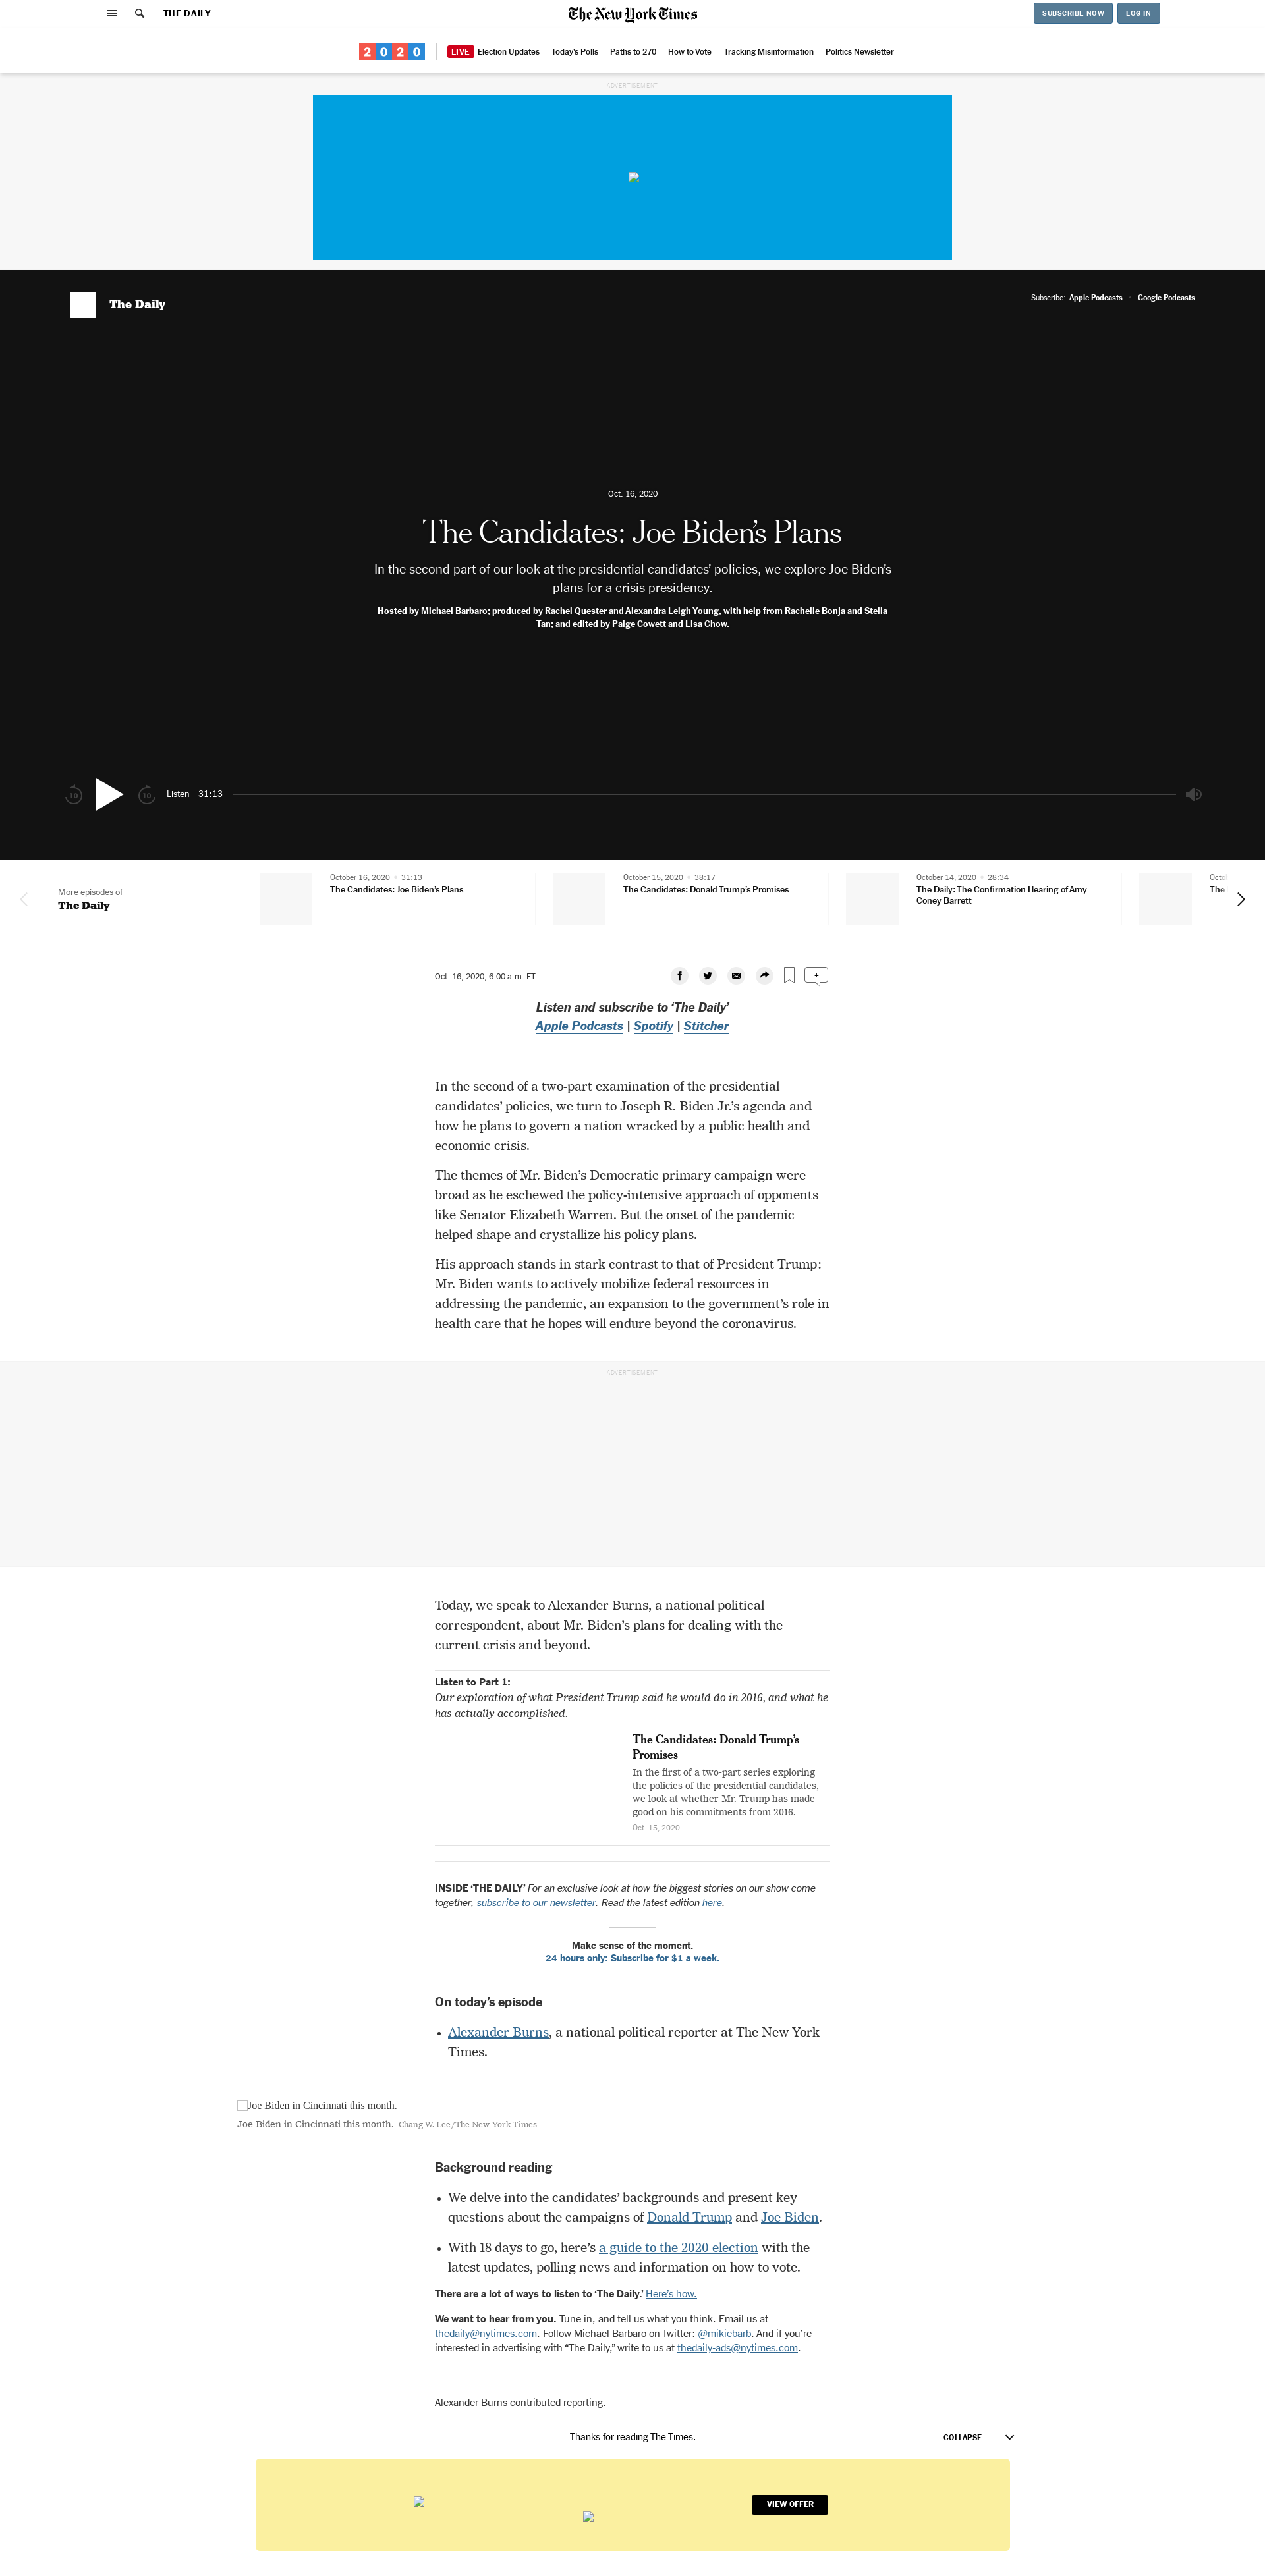 THE DAILY
The New York Times
SUBSCRIBE NOW
LOG IN
2020
LIVE Election Updates
Today's Polls
Paths to 270
How to Vote
Tracking Misinformation
Politics Newsletter
ADVERTISEMENT
The Daily
Subscribe: Apple Podcasts • Google Podcasts
Oct. 16, 2020
The Candidates: Joe Biden’s Plans
In the second part of our look at the presidential candidates’ policies, we explore Joe Biden’s
plans for a crisis presidency.
Hosted by Michael Barbaro; produced by Rachel Quester and Alexandra Leigh Young, with help from Rachelle Bonja and Stella
Tan; and edited by Paige Cowett and Lisa Chow.
10
10
Listen
31:13
More episodes of
The Daily
October 16, 2020 • 31:13
The Candidates: Joe Biden’s Plans
October 15, 2020 • 38:17
The Candidates: Donald Trump’s Promises
October 14, 2020 • 28:34
The Daily: The Confirmation Hearing of Amy
Coney Barrett
Octo
The
Oct. 16, 2020, 6:00 a.m. ET
+
Listen and subscribe to ‘The Daily’
Apple Podcasts | Spotify | Stitcher
In the second of a two-part examination of the presidential
candidates’ policies, we turn to Joseph R. Biden Jr.’s agenda and
how he plans to govern a nation wracked by a public health and
economic crisis.
The themes of Mr. Biden’s Democratic primary campaign were
broad as he eschewed the policy-intensive approach of opponents
like Senator Elizabeth Warren. But the onset of the pandemic
helped shape and crystallize his policy plans.
His approach stands in stark contrast to that of President Trump:
Mr. Biden wants to actively mobilize federal resources in
addressing the pandemic, an expansion to the government’s role in
health care that he hopes will endure beyond the coronavirus.
ADVERTISEMENT
Today, we speak to Alexander Burns, a national political
correspondent, about Mr. Biden’s plans for dealing with the
current crisis and beyond.
Listen to Part 1:
Our exploration of what President Trump said he would do in 2016, and what he
has actually accomplished.
The Candidates: Donald Trump’s
Promises
In the first of a two-part series exploring
the policies of the presidential candidates,
we look at whether Mr. Trump has made
good on his commitments from 2016.
Oct. 15, 2020
INSIDE ‘THE DAILY’ For an exclusive look at how the biggest stories on our show come
together, subscribe to our newsletter. Read the latest edition here.
Make sense of the moment.
24 hours only: Subscribe for $1 a week.
On today’s episode
• Alexander Burns, a national political reporter at The New York
Times.
Joe Biden in Cincinnati this month.
Joe Biden in Cincinnati this month. Chang W. Lee/The New York Times
Background reading
• We delve into the candidates’ backgrounds and present key
questions about the campaigns of Donald Trump and Joe Biden.
• With 18 days to go, here’s a guide to the 2020 election with the
latest updates, polling news and information on how to vote.
There are a lot of ways to listen to ‘The Daily.’ Here’s how.
We want to hear from you. Tune in, and tell us what you think. Email us at
thedaily@nytimes.com. Follow Michael Barbaro on Twitter: @mikiebarb. And if you’re
interested in advertising with “The Daily,” write to us at thedaily-ads@nytimes.com.
Alexander Burns contributed reporting.
Thanks for reading The Times.
COLLAPSE
VIEW OFFER